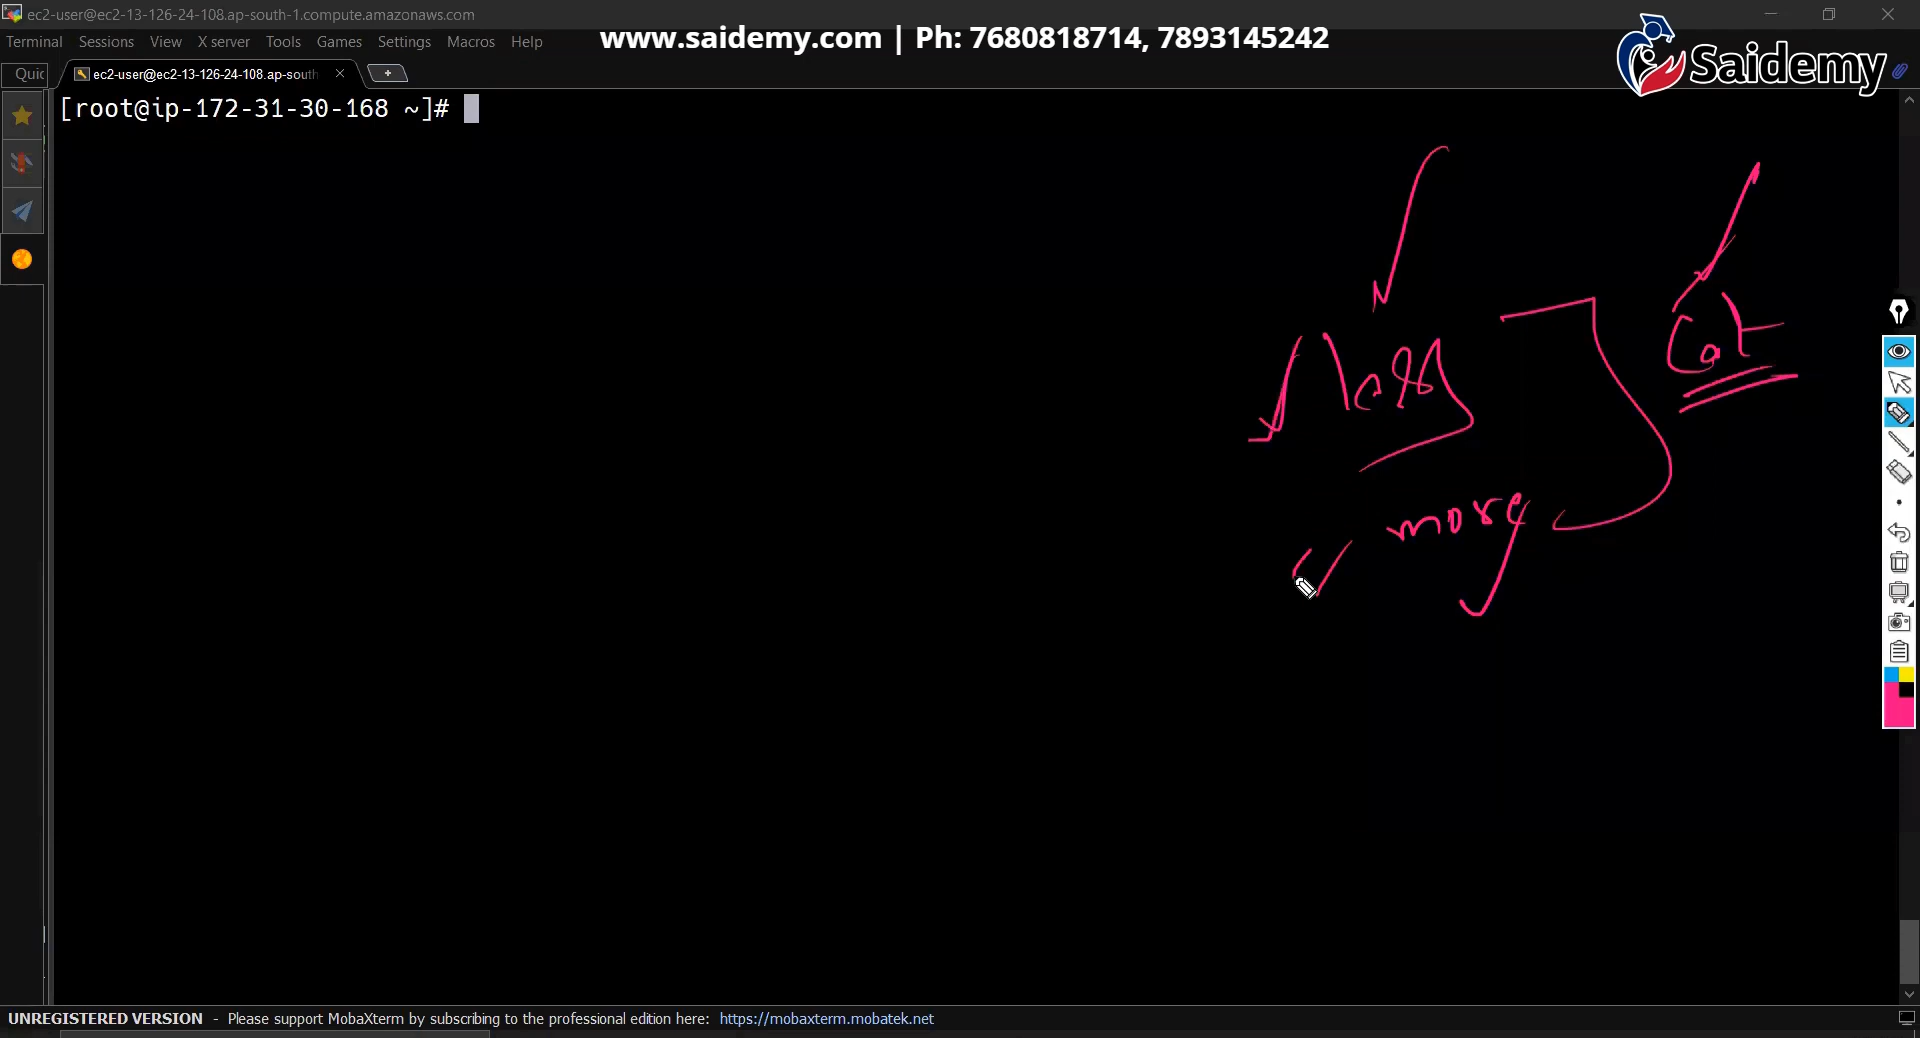 ec2-user@ec2-13-126-24-108.ap-south-1.compute.amazonaws.com
Terminal Sessions View X server Tools Games Settings Macros Help
www.saidemy.com | Ph: 7680818714, 7893145242
Saidemy
Quic
ec2-user@ec2-13-126-24-108.ap-south
[root@ip-172-31-30-168 ~]#
Cat
less
more
UNREGISTERED VERSION - Please support MobaXterm by subscribing to the professional edition here: https://mobaxterm.mobatek.net